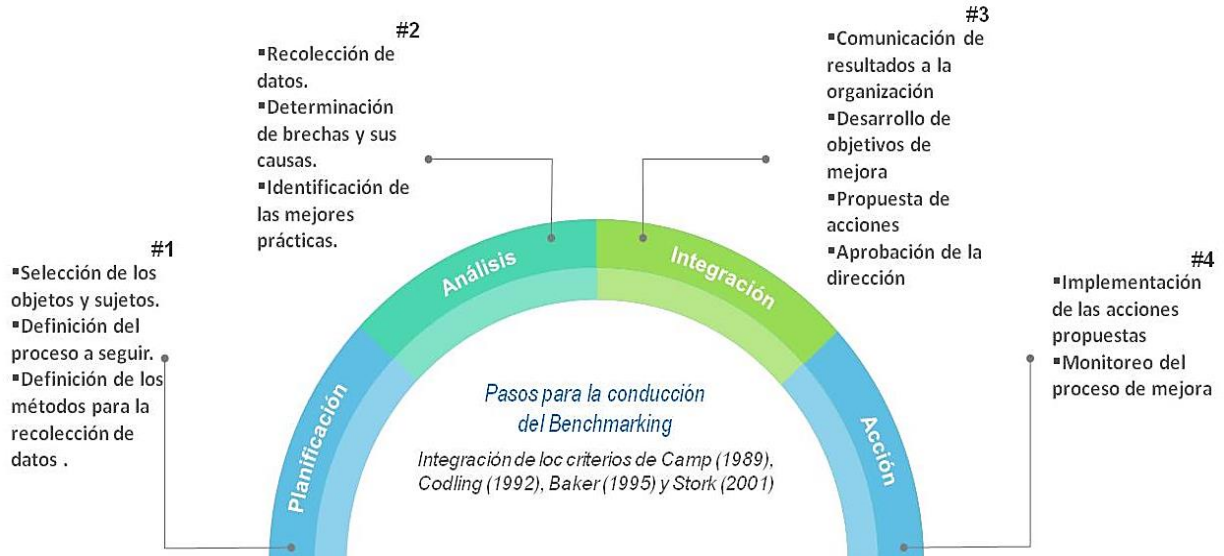 #1
▪Selección de los
objetos y sujetos.
▪Definición del
proceso a seguir.
▪Definición de los
métodos para la
recolección de
datos .
#2
▪Recolección de
datos.
▪Determinación
de brechas y sus
causas.
▪Identificación de
las mejores
prácticas.
#3
▪Comunicación de
resultados a la
organización
▪Desarrollo de
objetivos de
mejora
▪Propuesta de
acciones
▪Aprobación de la
dirección
#4
▪Implementación
de las acciones
propuestas
▪Monitoreo del
proceso de mejora
Planificación
Análisis
Integración
Acción
Pasos para la conducción
del Benchmarking
Integración de loc criterios de Camp (1989),
Codling (1992), Baker (1995) y Stork (2001)